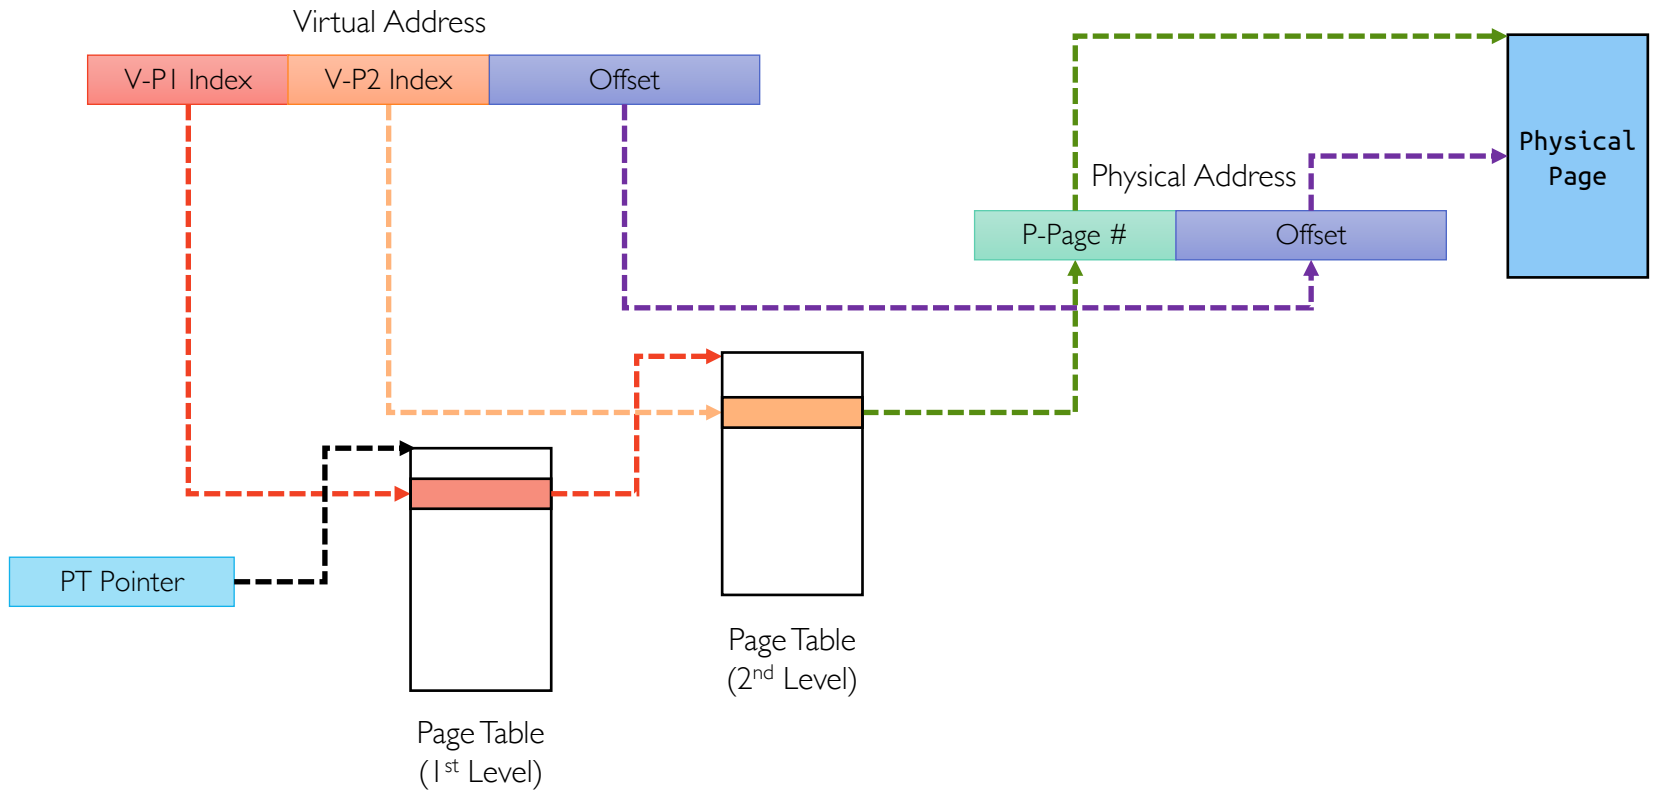 Virtual Address
V-P1 Index
V-P2 Index
Offset
Physical
Page
Physical Address
P-Page #
Offset
PT Pointer
Page Table
(2nd Level)
Page Table
(1st Level)